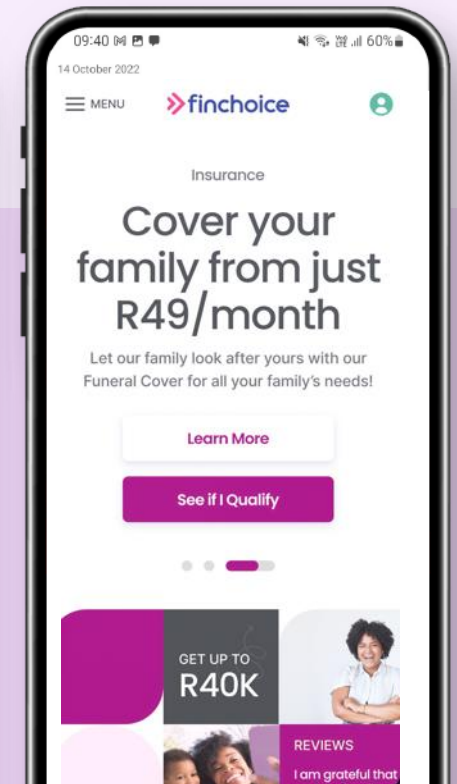 09:40
60%
14 October 2022
MENU
finchoice
Insurance
Cover your
family from just
R49/month
Let our family look after yours with our
Funeral Cover for all your family's needs!
Learn More
See if I Qualify
GET UP TO
R40K
REVIEWS
I am grateful that